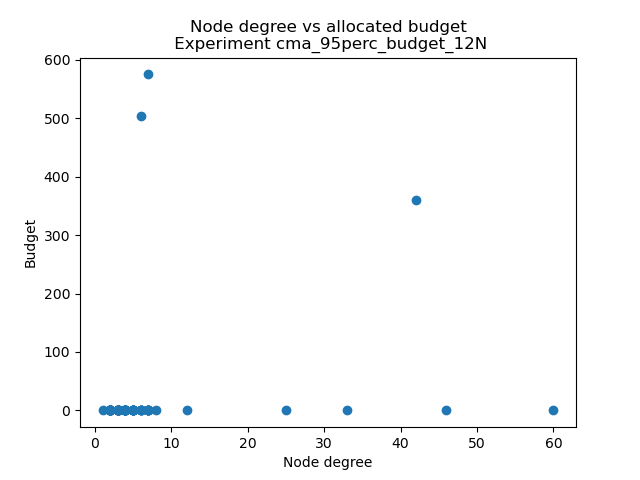 Node degree vs allocated budget
Experiment cma_95perc_budget_12N
600
500
400
300
200
100
0
Budget
0 10 20 30 40 50 60
Node degree